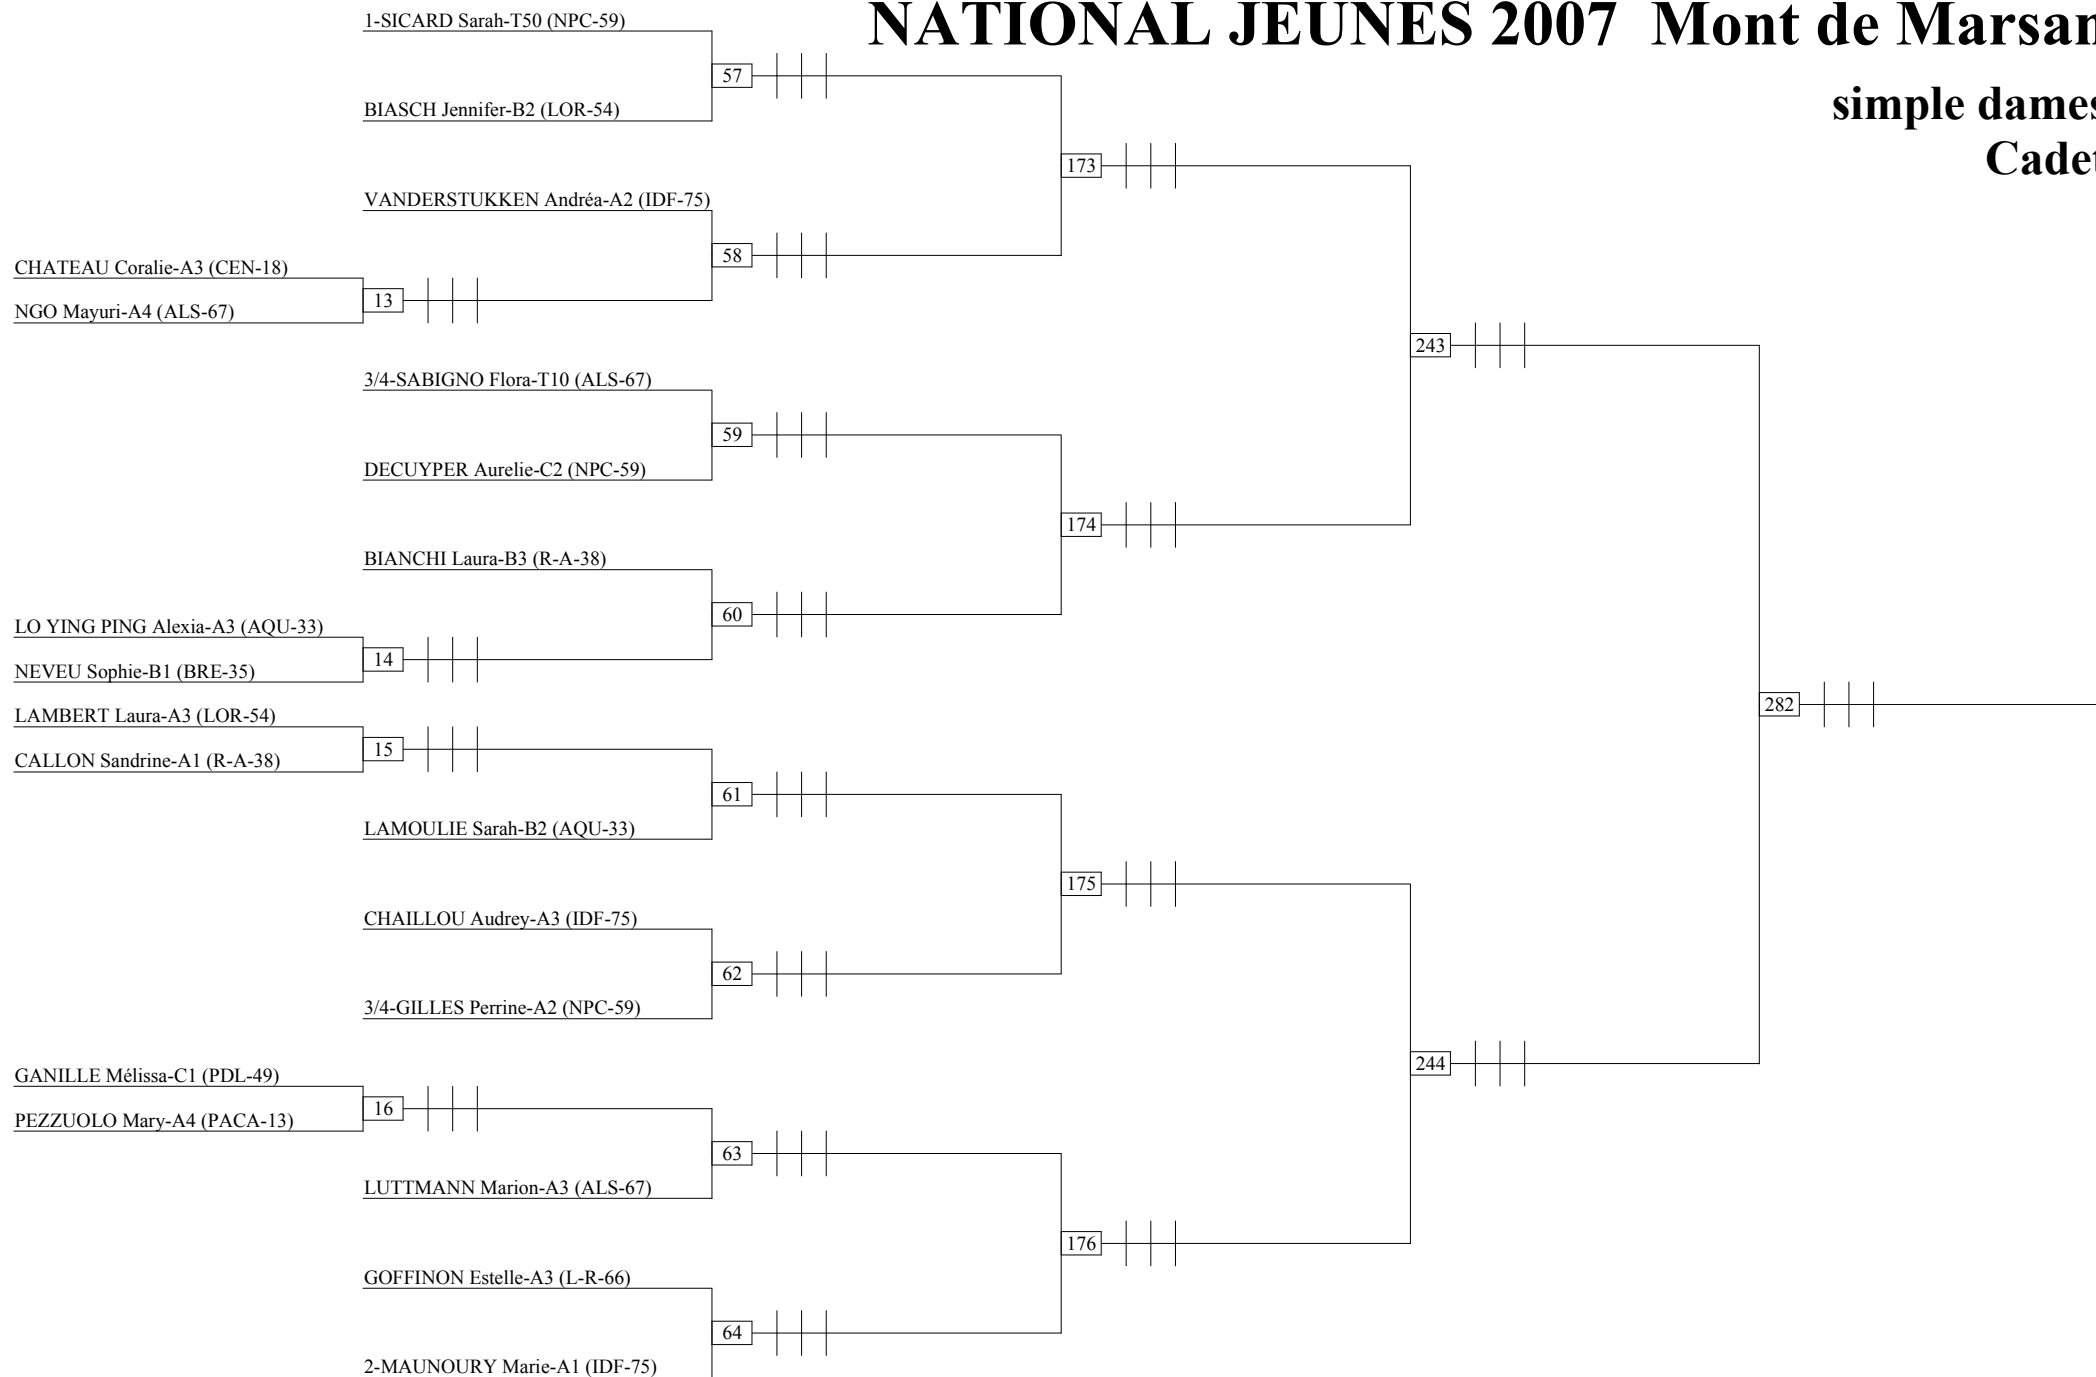 NATIONAL JEUNES 2007 Mont de Marsan
simple dames
Cadet
1-SICARD Sarah-T50 (NPC-59)
57
BIASCH Jennifer-B2 (LOR-54)
173
VANDERSTUKKEN Andréa-A2 (IDF-75)
58
CHATEAU Coralie-A3 (CEN-18)
13
NGO Mayuri-A4 (ALS-67)
243
3/4-SABIGNO Flora-T10 (ALS-67)
59
DECUYPER Aurelie-C2 (NPC-59)
174
BIANCHI Laura-B3 (R-A-38)
60
LO YING PING Alexia-A3 (AQU-33)
14
NEVEU Sophie-B1 (BRE-35)
282
LAMBERT Laura-A3 (LOR-54)
15
CALLON Sandrine-A1 (R-A-38)
61
LAMOULIE Sarah-B2 (AQU-33)
175
CHAILLOU Audrey-A3 (IDF-75)
62
3/4-GILLES Perrine-A2 (NPC-59)
244
GANILLE Mélissa-C1 (PDL-49)
16
PEZZUOLO Mary-A4 (PACA-13)
63
LUTTMANN Marion-A3 (ALS-67)
176
GOFFINON Estelle-A3 (L-R-66)
64
2-MAUNOURY Marie-A1 (IDF-75)